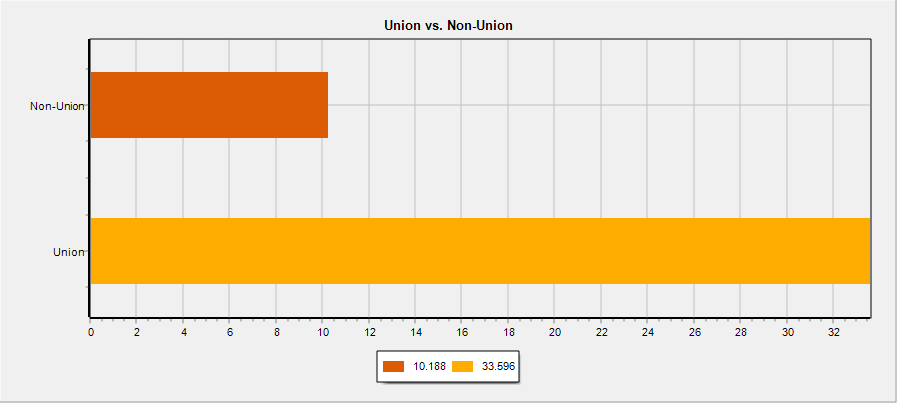 Union vs. Non-Union
Non-Union
Union
0 2 4 6 8 10 12 14 16 18 20 22 24 26 28 30 32
10.188 33.596